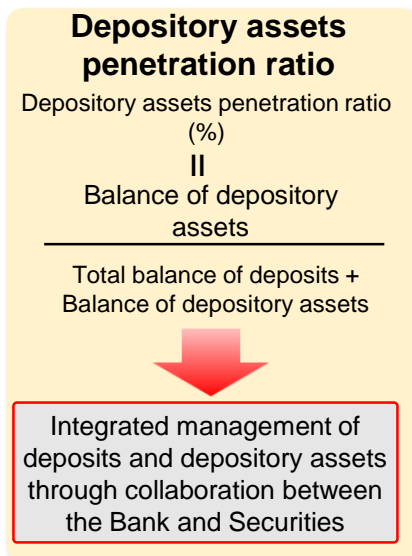 Depository assets
penetration ratio
Depository assets penetration ratio
(%)
=
Balance of depository
assets
Total balance of deposits +
Balance of depository assets
Integrated management of
deposits and depository assets
through collaboration between
the Bank and Securities